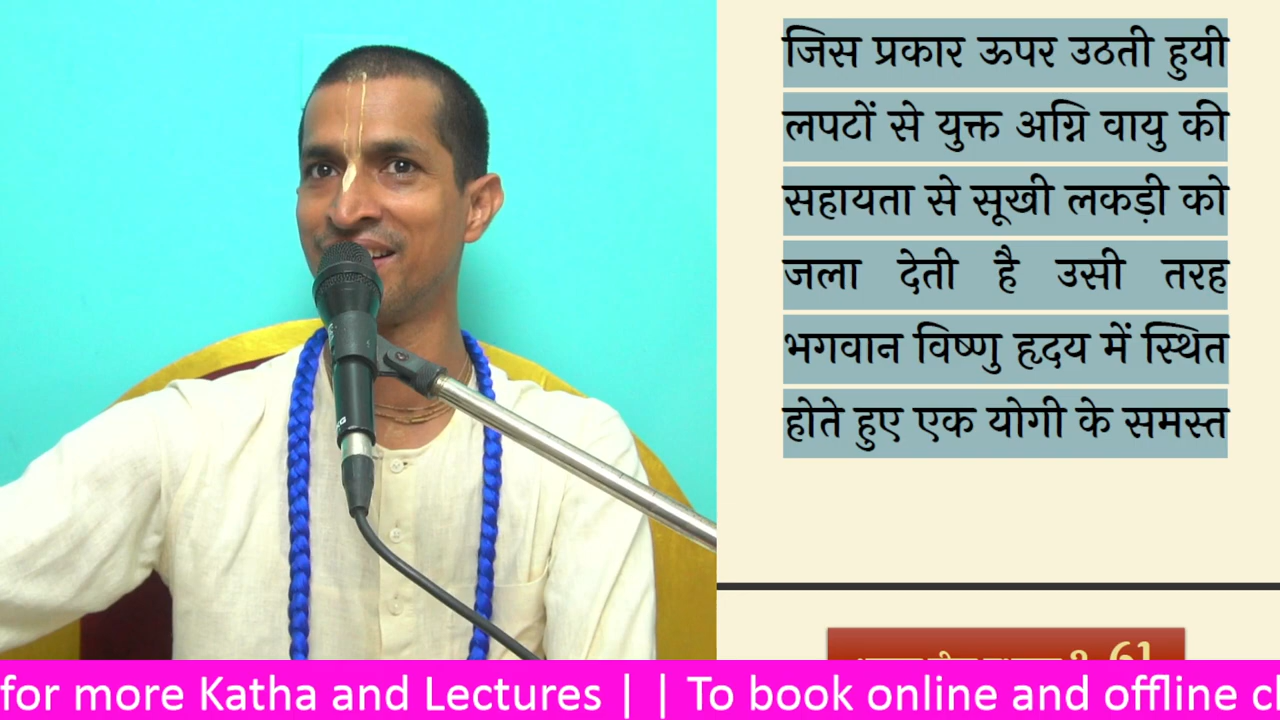 जिस प्रकार ऊपर उठती हुयी
लपटों से युक्त अग्नि वायु की
सहायता से सूखी लकड़ी को
जला देती है उसी तरह
भगवान विष्णु हृदय में स्थित
होते हुए एक योगी के समस्त
61
for more Katha and Lectures | | To book online and offline